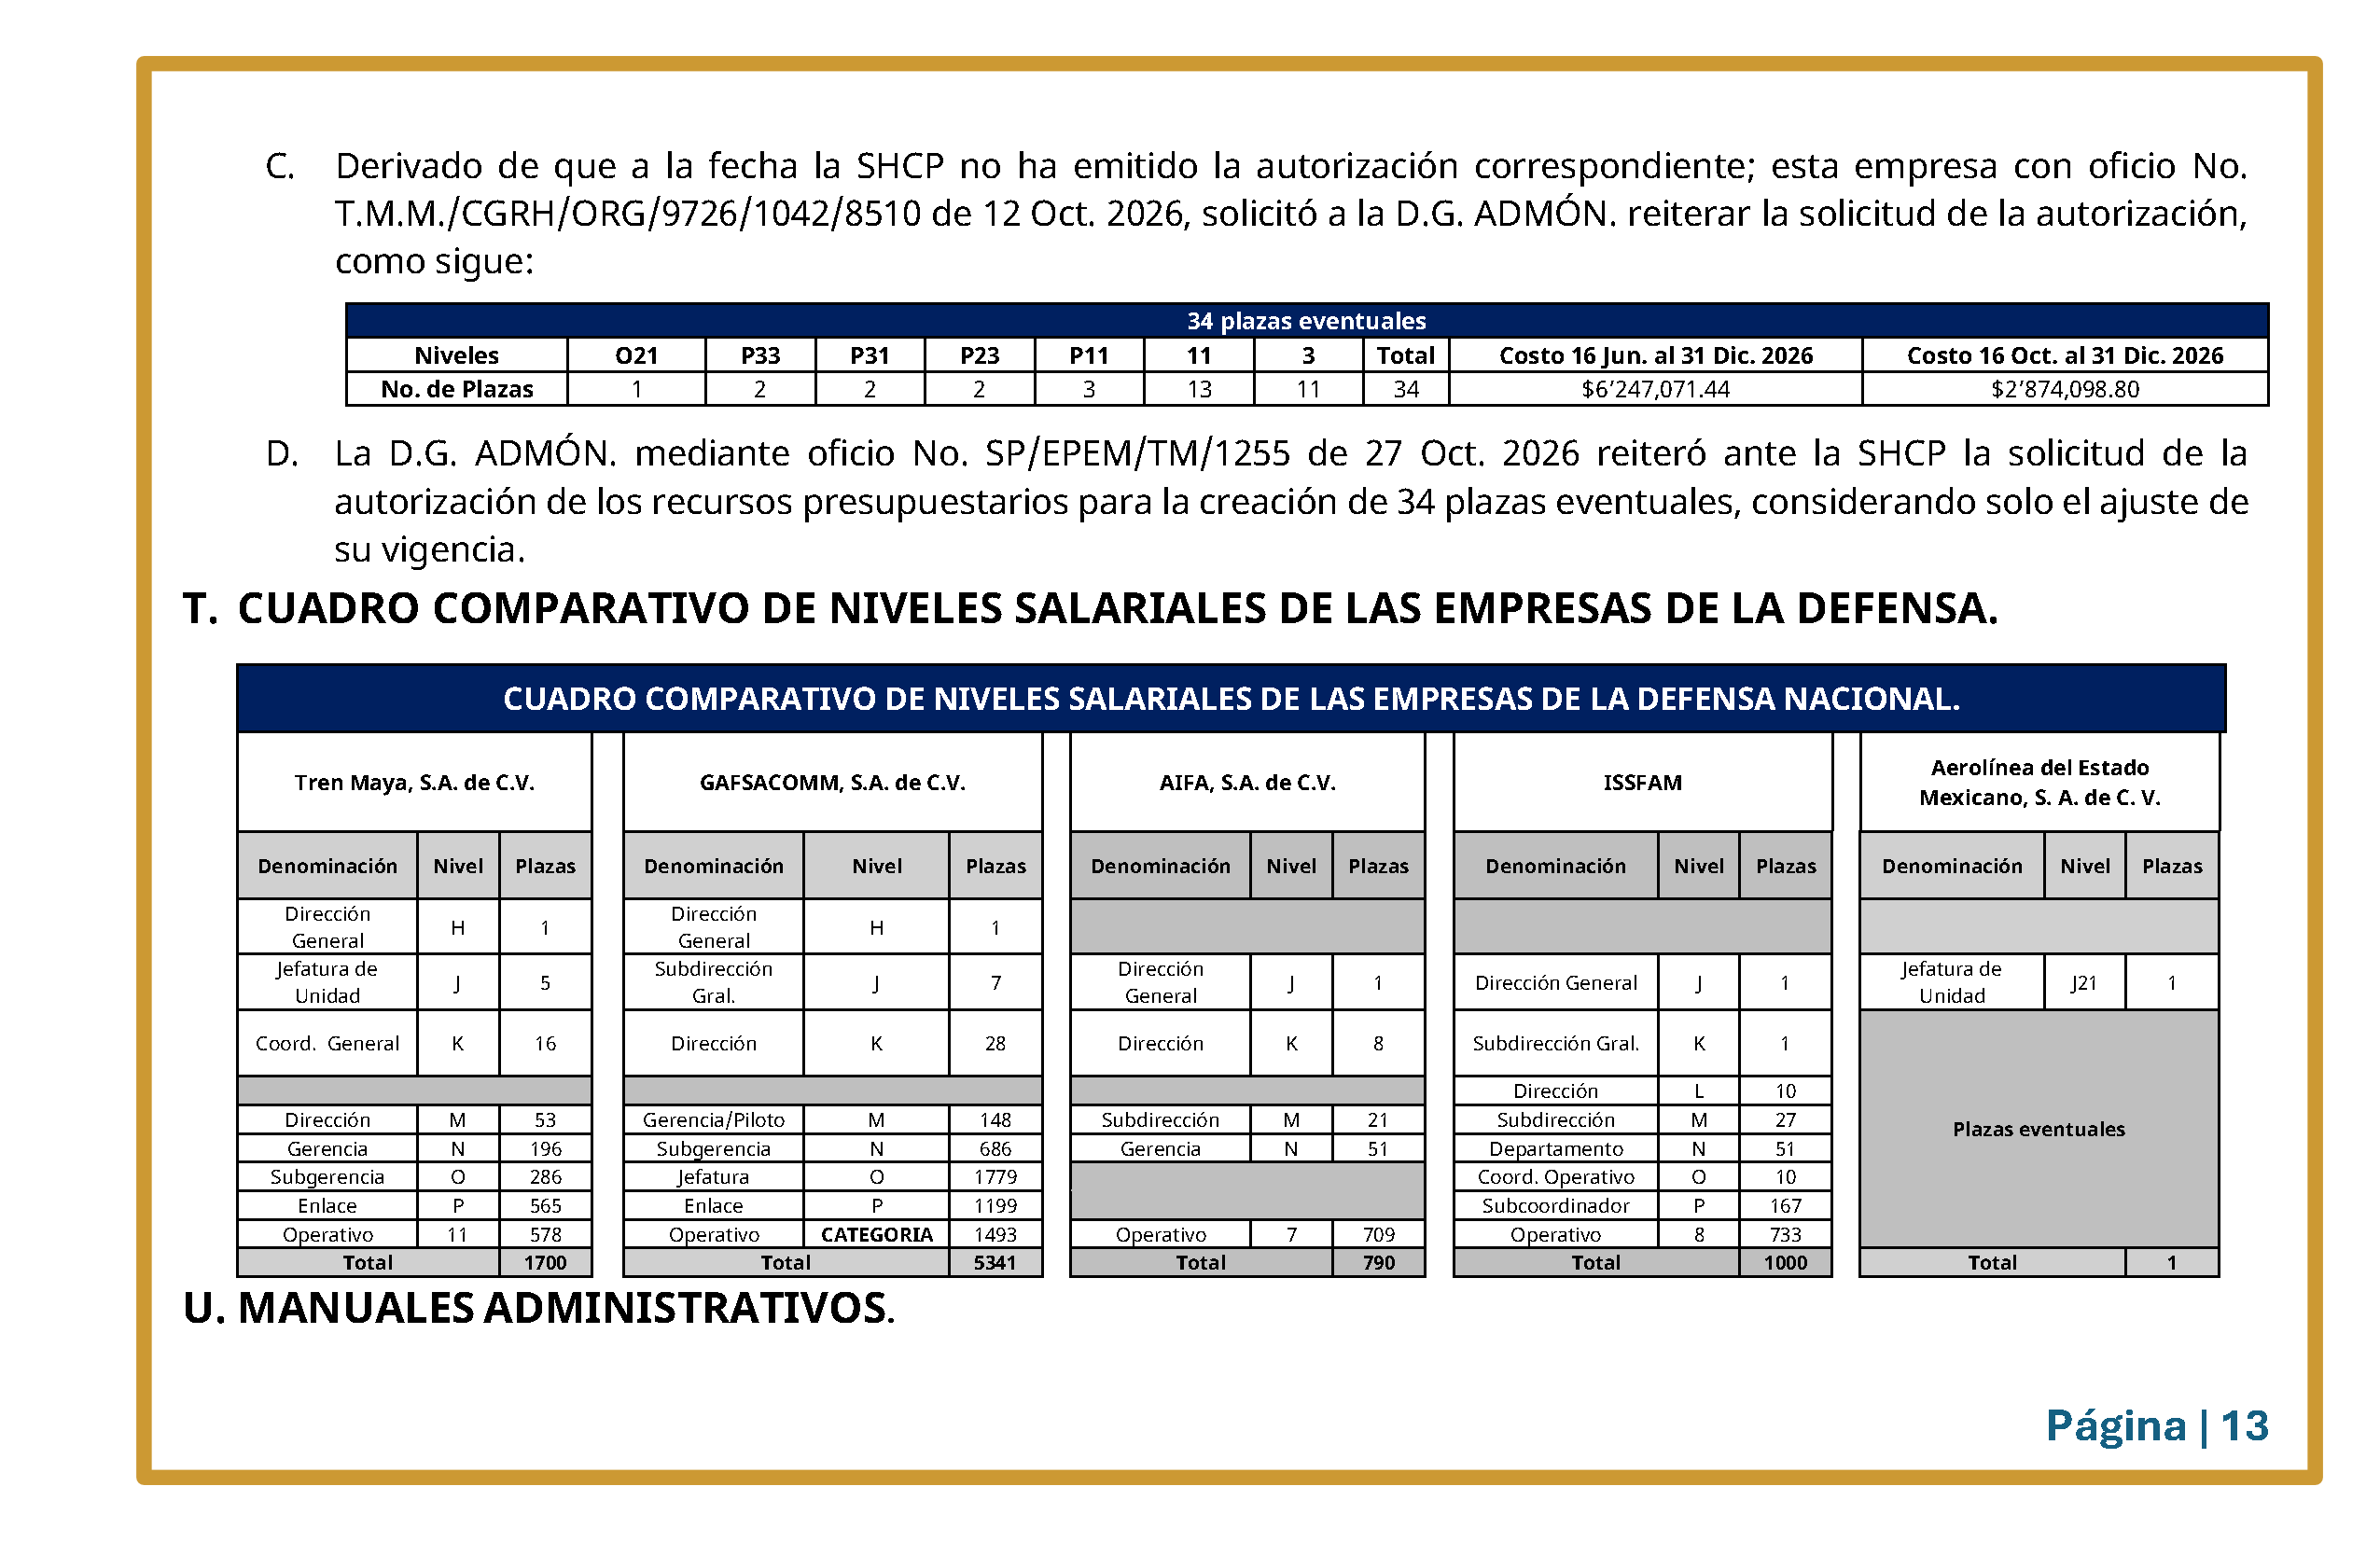 C. Derivado de que a la fecha la SHCP no ha emitido la autorización correspondiente; esta empresa con oficio No.
T.M.M./CGRH/ORG/9726/1042/8510 de 12 Oct. 2026, solicitó a la D.G. ADMÓN. reiterar la solicitud de la autorización,
como sigue:
34 plazas eventuales
Niveles O21 P33 P31 P23 P11 11 3 Total Costo 16 Jun. al 31 Dic. 2026 Costo 16 Oct. al 31 Dic. 2026
No. de Plazas 1 2 2 2 3 13 11 34 $6’247,071.44 $2’874,098.80
D. La D.G. ADMÓN. mediante oficio No. SP/EPEM/TM/1255 de 27 Oct. 2026 reiteró ante la SHCP la solicitud de la
autorización de los recursos presupuestarios para la creación de 34 plazas eventuales, considerando solo el ajuste de
su vigencia.
T. CUADRO COMPARATIVO DE NIVELES SALARIALES DE LAS EMPRESAS DE LA DEFENSA.
CUADRO COMPARATIVO DE NIVELES SALARIALES DE LAS EMPRESAS DE LA DEFENSA NACIONAL.
Tren Maya, S.A. de C.V. GAFSACOMM, S.A. de C.V. AIFA, S.A. de C.V. ISSFAM Aerolínea del Estado
Mexicano, S. A. de C. V.
Denominación Nivel Plazas Denominación Nivel Plazas Denominación Nivel Plazas Denominación Nivel Plazas Denominación Nivel Plazas
Dirección General H 1 Dirección General H 1
Jefatura de Unidad J 5 Subdirección Gral. J 7 Dirección General J 1 Dirección General J 1 Jefatura de Unidad J21 1
Coord. General K 16 Dirección K 28 Dirección K 8 Subdirección Gral. K 1
Dirección L 10
Dirección M 53 Gerencia/Piloto M 148 Subdirección M 21 Subdirección M 27 Plazas eventuales
Gerencia N 196 Subgerencia N 686 Gerencia N 51 Departamento N 51
Subgerencia O 286 Jefatura O 1779 Coord. Operativo O 10
Enlace P 565 Enlace P 1199 Subcoordinador P 167
Operativo 11 578 Operativo CATEGORIA 1493 Operativo 7 709 Operativo 8 733
Total 1700 Total 5341 Total 790 Total 1000 Total 1
U. MANUALES ADMINISTRATIVOS.
Página | 13